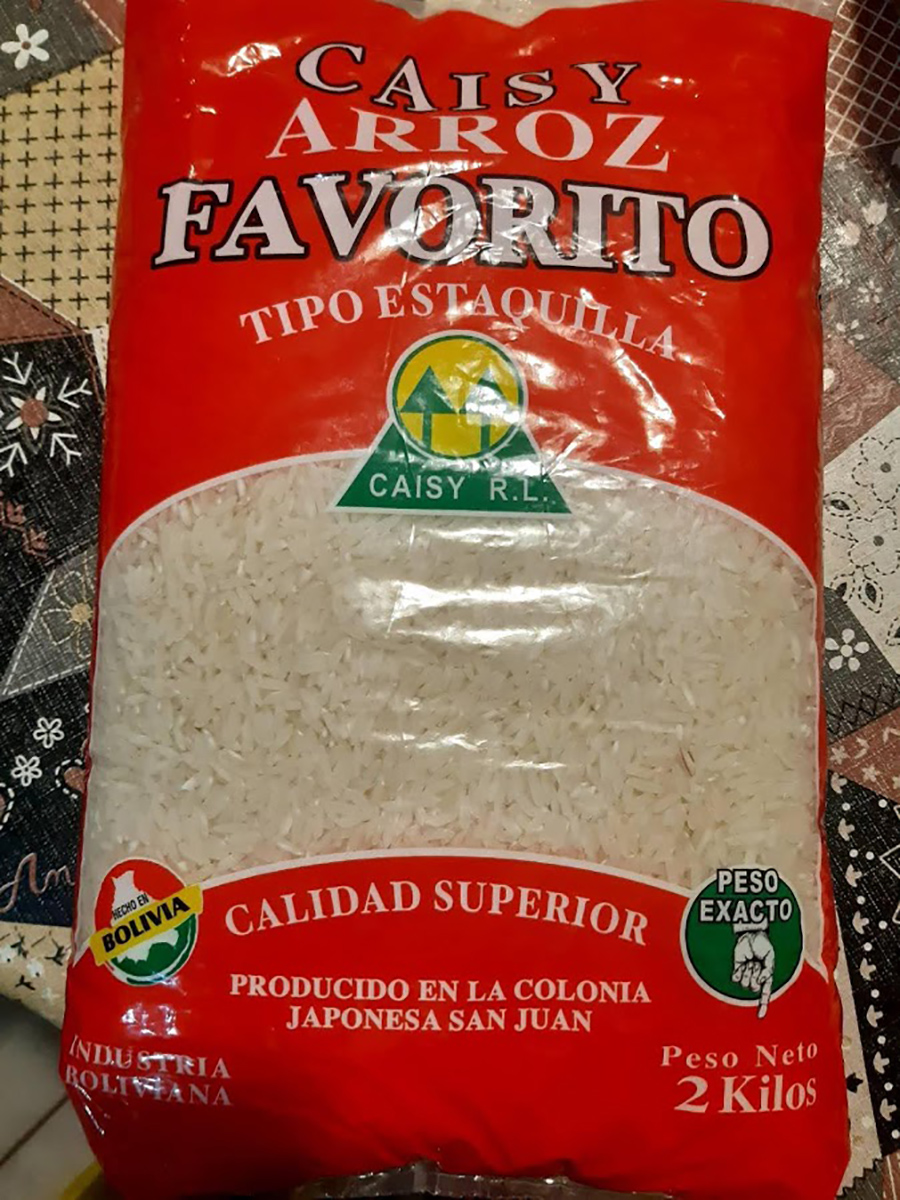 CAISY
ARROZ
FAVORITO
TIPO ESTAQUILLA
CAISY R.L.
HECHO EN
BOLIVIA
CALIDAD SUPERIOR
PESO
EXACTO
PRODUCIDO EN LA COLONIA
JAPONESA SAN JUAN
INDUSTRIA
BOLIVIANA
Peso Neto
2 Kilos
An